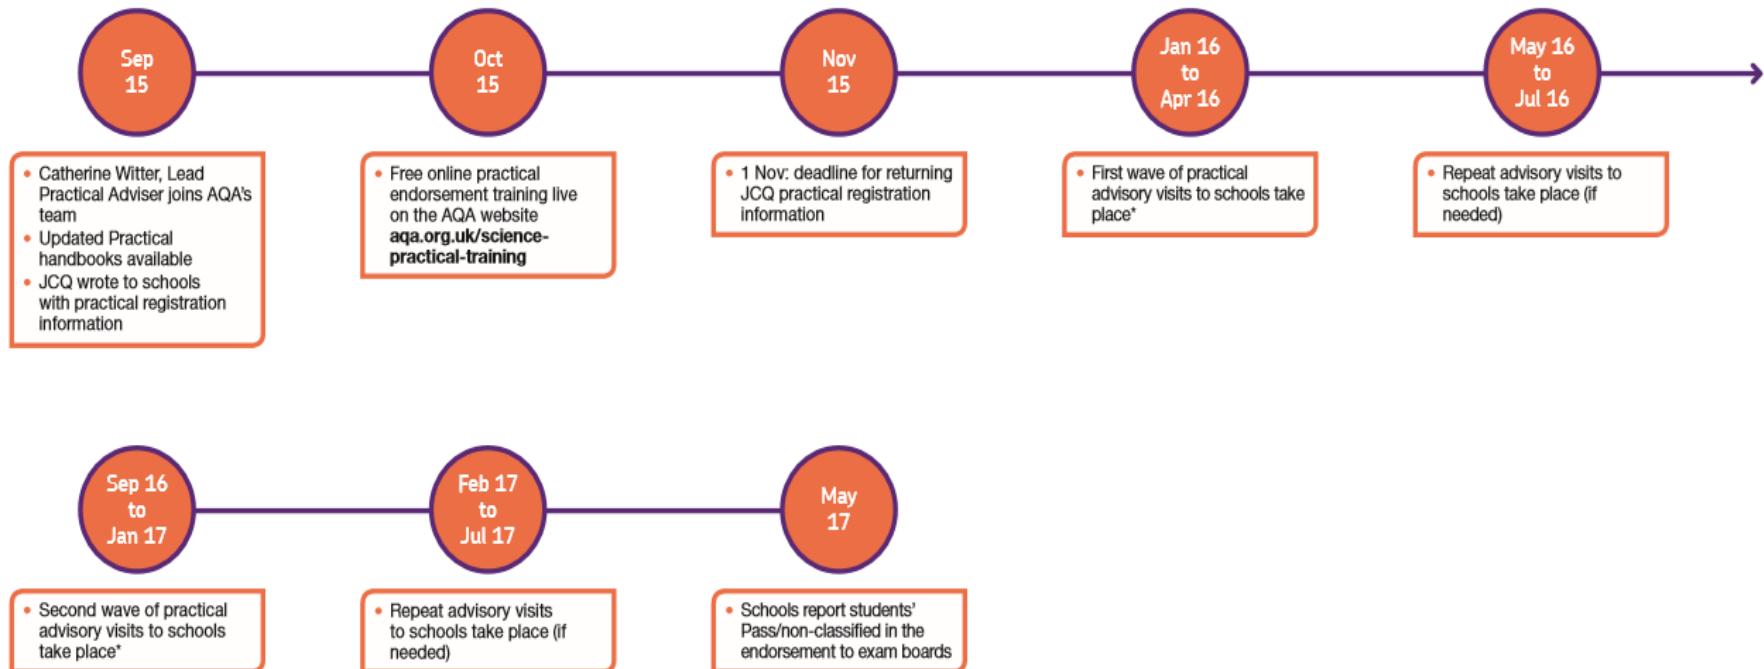 Sep
15
Oct
15
Nov
15
Jan 16
to
Apr 16
May 16
to
Jul 16
• Catherine Witter, Lead
Practical Adviser joins AQA's
team
• Updated Practical
handbooks available
• JCQ wrote to schools
with practical registration
information
• Free online practical
endorsement training live
on the AQA website
aqa.org.uk/science-
practical-training
• 1 Nov: deadline for returning
JCQ practical registration
information
• First wave of practical
advisory visits to schools take
place*
• Repeat advisory visits to
schools take place (if
needed)
Sep 16
to
Jan 17
Feb 17
to
Jul 17
May
17
• Second wave of practical
advisory visits to schools
take place*
• Repeat advisory visits
to schools take place (if
needed)
• Schools report students'
Pass/non-classified in the
endorsement to exam boards